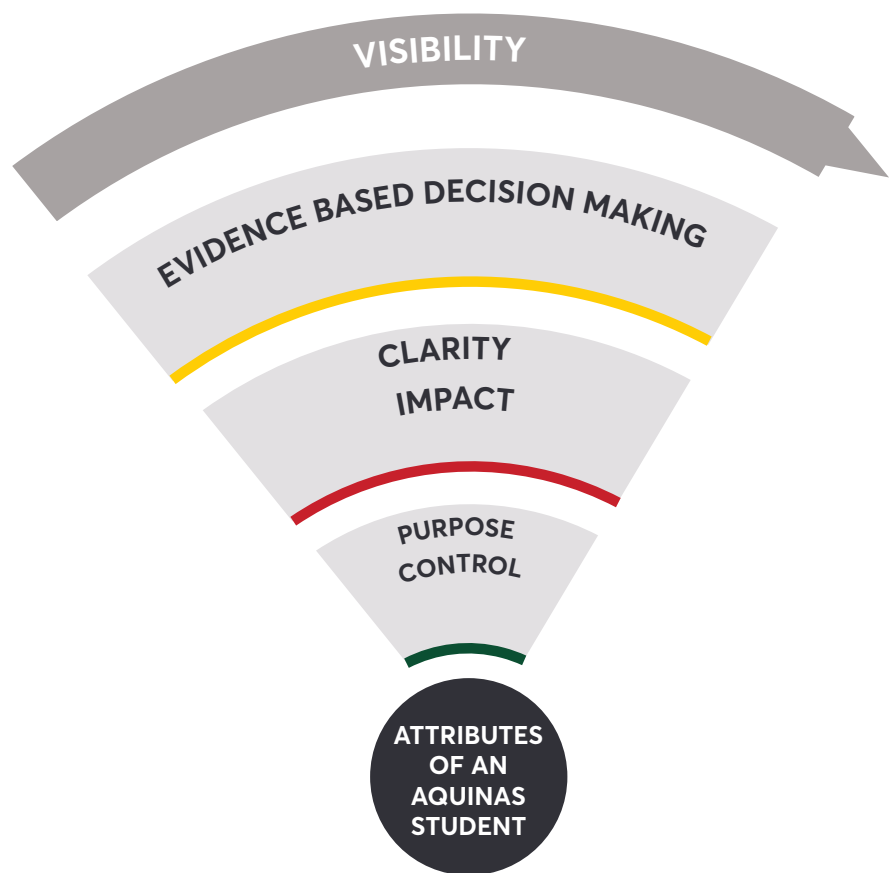 VISIBILITY
EVIDENCE BASED DECISION MAKING
CLARITY
IMPACT
PURPOSE
CONTROL
ATTRIBUTES
OF AN
AQUINAS
STUDENT